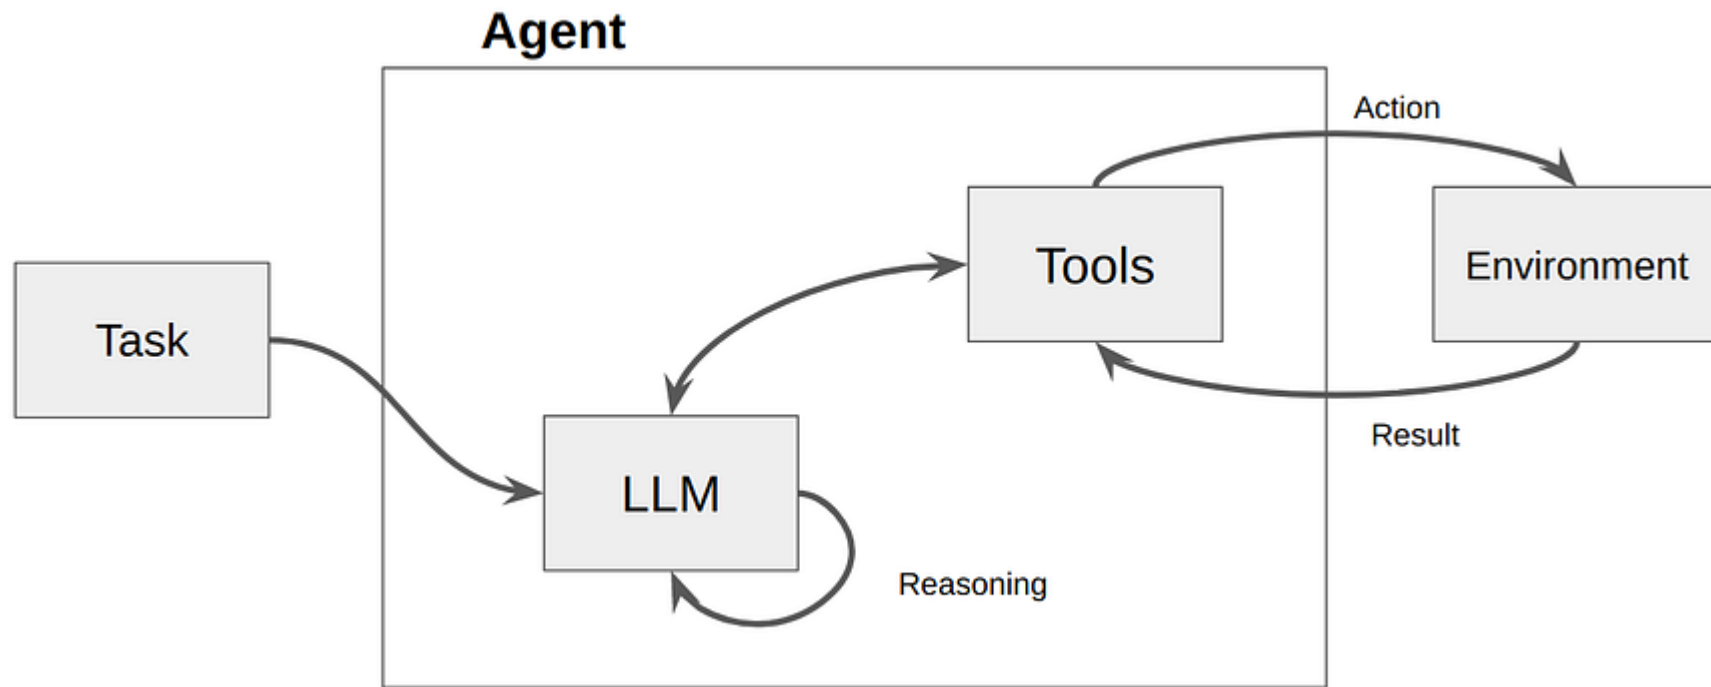 Agent
Action
Tools
Environment
Task
Result
LLM
Reasoning